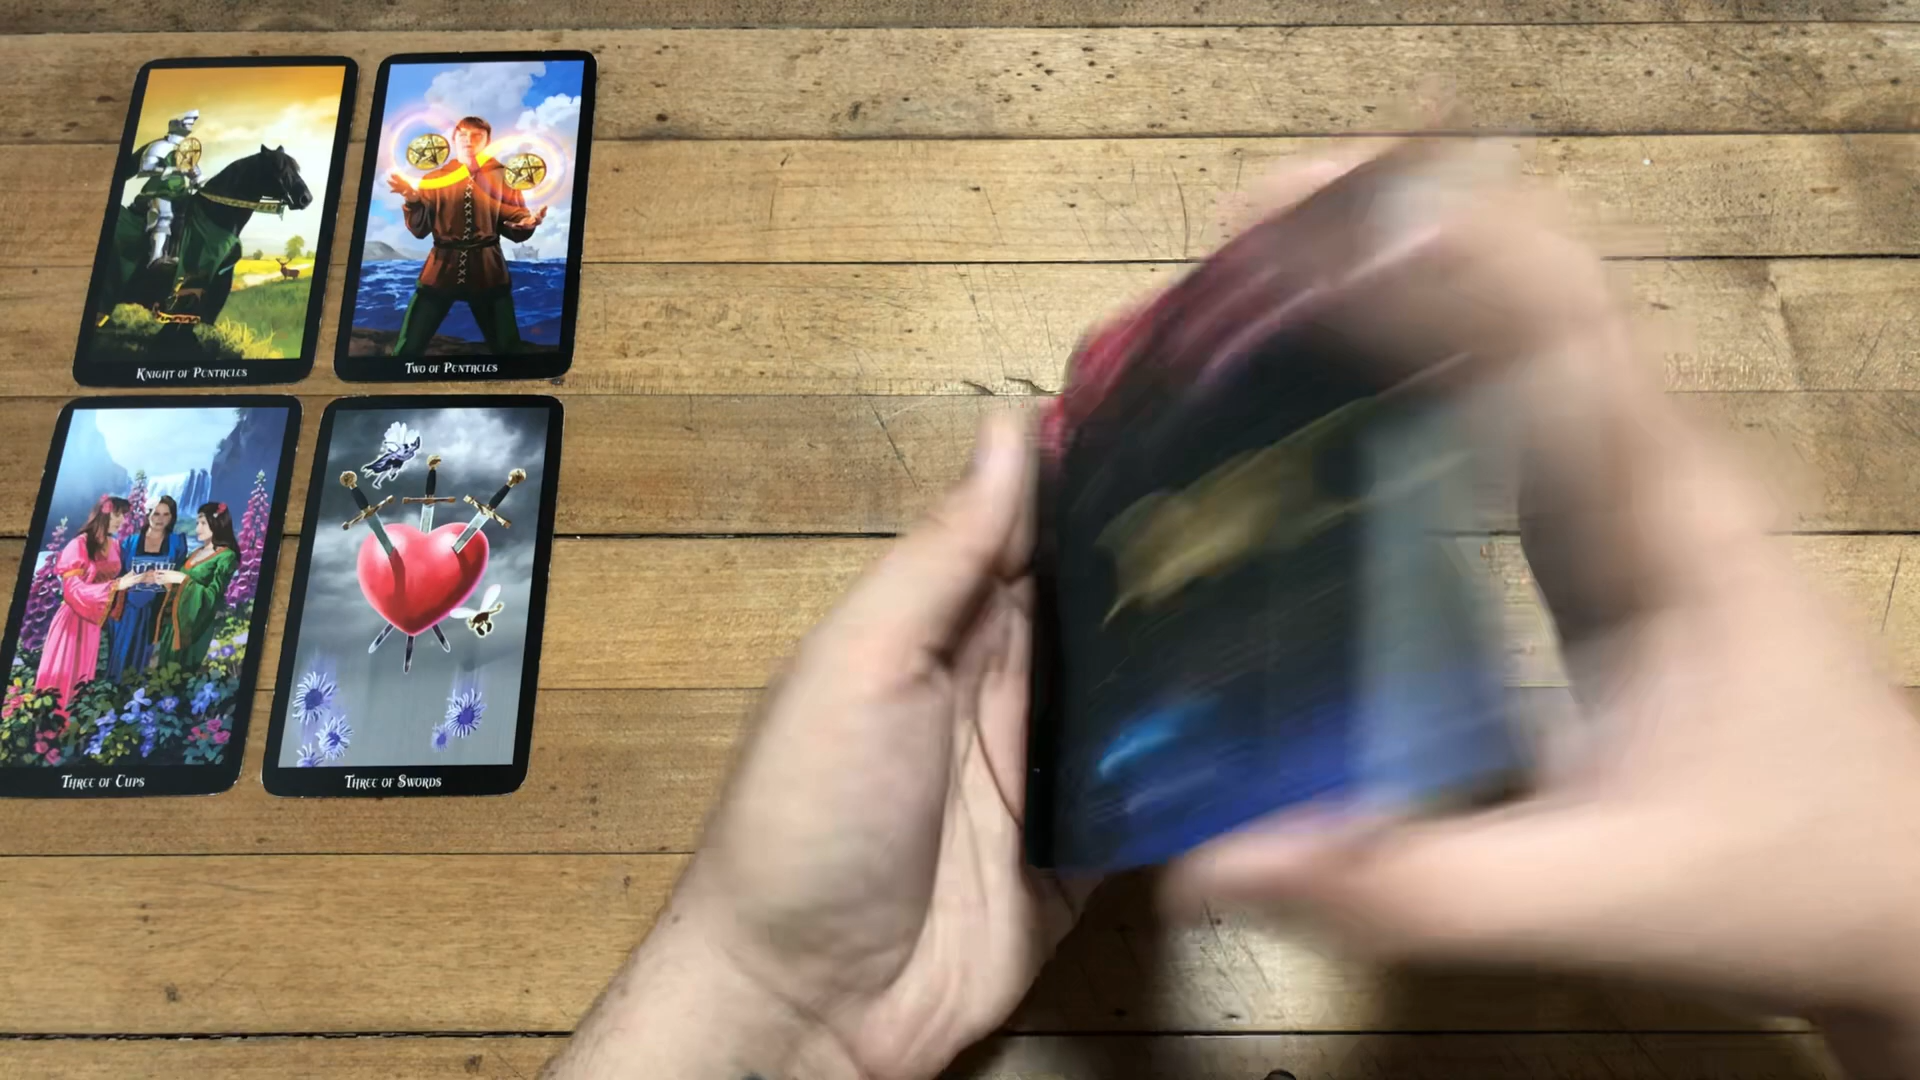 Knight of Pentacles
Two of Pentacles
Three of Cups
Three of Swords